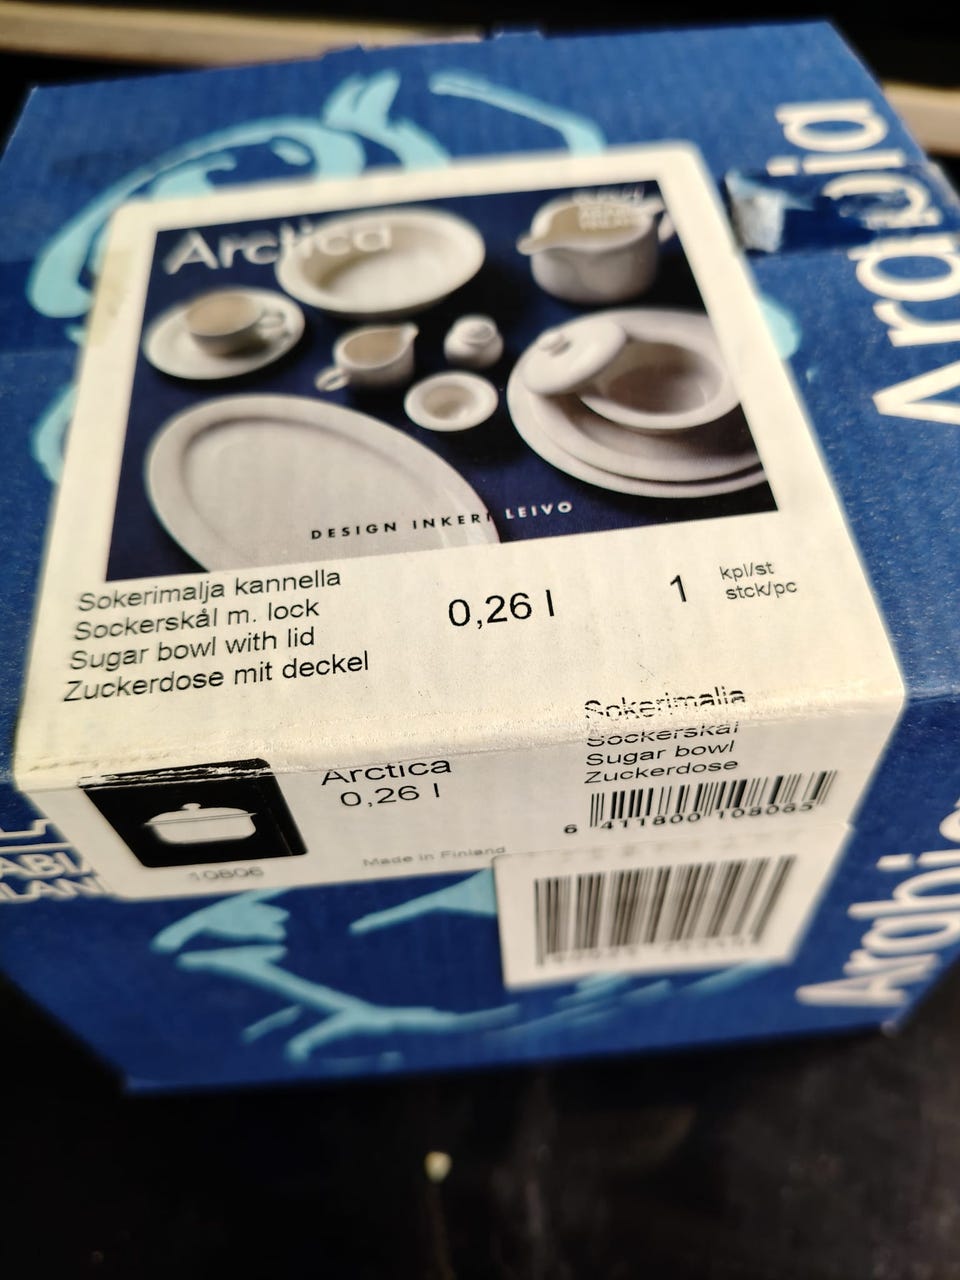 Arabia
Arctica
DESIGN INKERI LEIVO
Sokerimalja kannella
Sockerskål m. lock
Sugar bowl with lid
Zuckerdose mit deckel
0,26 l
1
kpl/st
stck/pc
Arctica
0,26 l
Sokerimalja
Sockerskål
Sugar bowl
Zuckerdose
6 411800 108065
Made in Finland
10806
Arabia